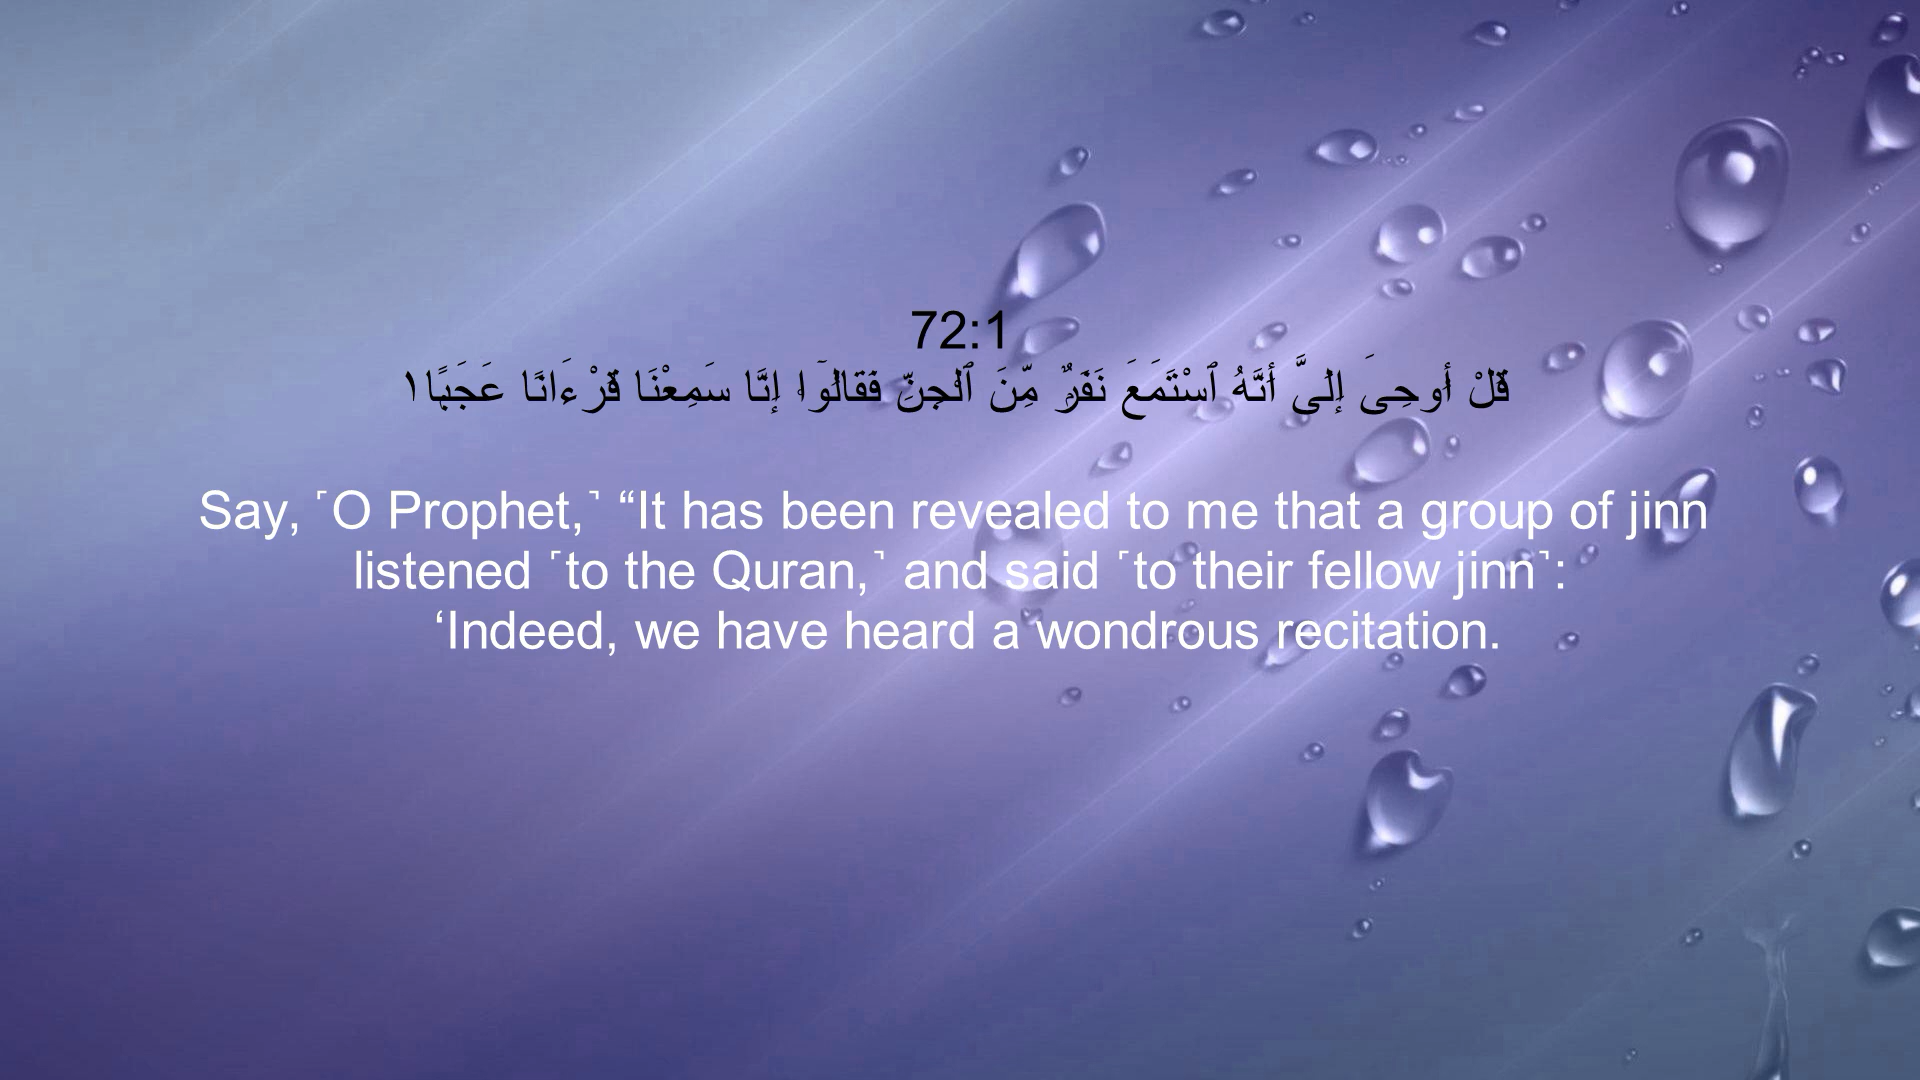 72:1
قُلْ أُوحِىَ إِلَىَّ أَنَّهُ ٱسْتَمَعَ نَفَرٌ مِّنَ ٱلْجِنِّ فَقَالُوٓا۟ إِنَّا سَمِعْنَا قُرْءَانًا عَجَبًا ١
Say, ˹O Prophet,˺ “It has been revealed to me that a group of jinn
listened ˹to the Quran,˺ and said ˹to their fellow jinn˺:
‘Indeed, we have heard a wondrous recitation.